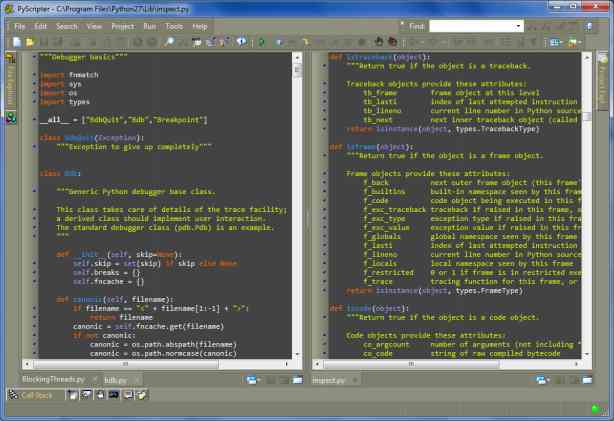 PyScripter - C:\Program Files\Python27\Lib\inspect.py
File Edit Search View Project Run Tools Help
Find:
"""Debugger basics"""
import fnmatch
import sys
import os
import types
__all__ = ["BdbQuit","Bdb","Breakpoint"]
class BdbQuit(Exception):
"""Exception to give up completely"""
class Bdb:
"""Generic Python debugger base class.
This class takes care of details of the trace facility;
a derived class should implement user interaction.
The standard debugger class (pdb.Pdb) is an example.
"""
def __init__(self, skip=None):
self.skip = set(skip) if skip else None
self.breaks = {}
self.fncache = {}
def canonic(self, filename):
if filename == "<" + filename[1:-1] + ">":
return filename
canonic = self.fncache.get(filename)
if not canonic:
canonic = os.path.abspath(filename)
canonic = os.path.normcase(canonic)
BlockingThreads.py bdb.py
def istraceback(object):
"""Return true if the object is a traceback.
Traceback objects provide these attributes:
tb_frame frame object at this level
tb_lasti index of last attempted instruction
tb_lineno current line number in Python source
tb_next next inner traceback object (called
return isinstance(object, types.TracebackType)
def isframe(object):
"""Return true if the object is a frame object.
Frame objects provide these attributes:
f_back next outer frame object (this frame'
f_builtins built-in namespace seen by this frame
f_code code object being executed in this f
f_exc_traceback traceback if raised in this frame, o
f_exc_type exception type if raised in this fra
f_exc_value exception value if raised in this fr
f_globals global namespace seen by this frame
f_lasti index of last attempted instruction
f_lineno current line number in Python source
f_locals local namespace seen by this frame
f_restricted 0 or 1 if frame is in restricted exe
f_trace tracing function for this frame, or
return isinstance(object, types.FrameType)
def iscode(object):
"""Return true if the object is a code object.
Code objects provide these attributes:
co_argcount number of arguments (not including *
co_code string of raw compiled bytecode
inspect.py
Call Stack